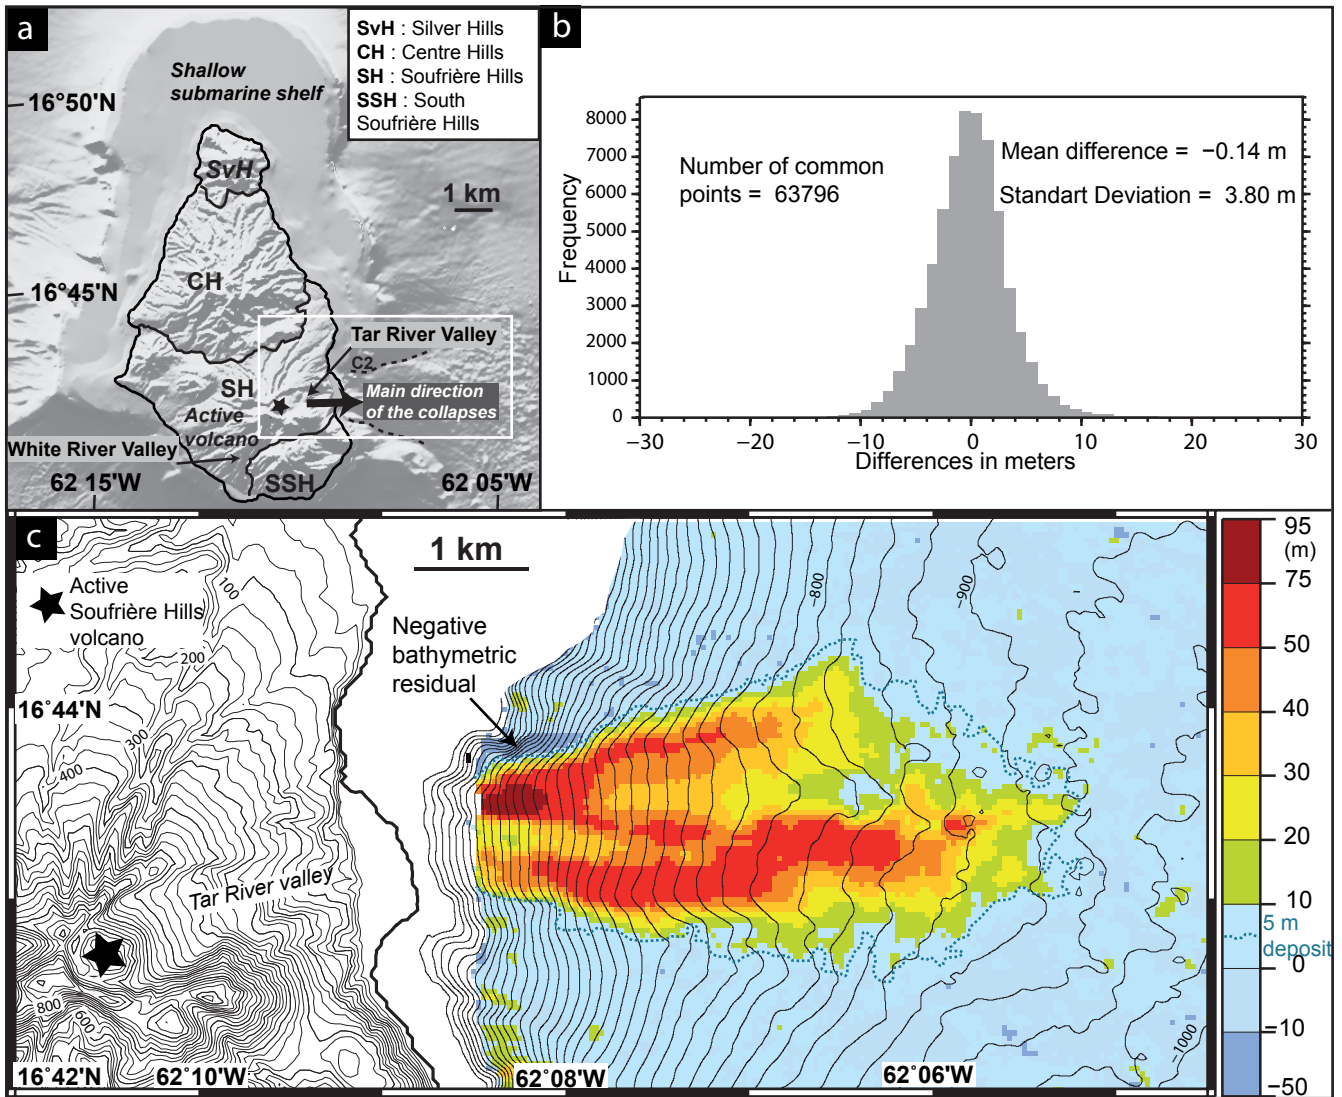 a
SvH : Silver Hills
CH : Centre Hills
SH : Soufrière Hills
SSH : South
Soufrière Hills
Shallow
submarine shelf
16°50'N
SvH
1 km
CH
16°45'N
Tar River Valley
C2
SH
Main direction
of the collapses
Active
volcano
White River Valley
62 15'W
SSH
62 05'W
b
8000
7000
6000
5000
4000
3000
2000
1000
0
Frequency
Number of common
points = 63796
Mean difference = −0.14 m
Standart Deviation = 3.80 m
−30
−20
−10
0
10
20
30
Differences in meters
c
Active
Soufrière Hills
volcano
1 km
Negative
bathymetric
residual
100
200
300
400
800
600
−800
−900
−1000
Tar River valley
16°44'N
16°42'N
62°10'W
62°08'W
62°06'W
95
(m)
75
50
40
30
20
10
5 m
deposit
0
−10
−50